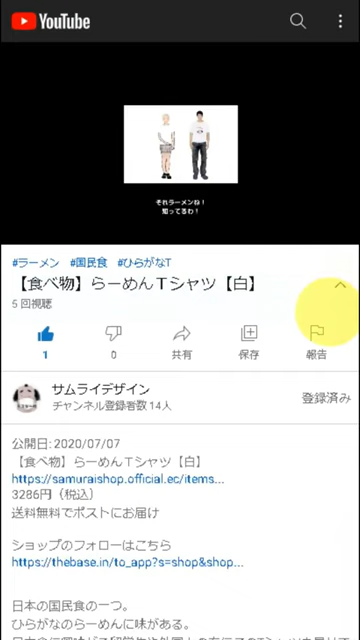 YouTube
それラーメンね！
知ってるわ！
#ラーメン #国民食 #ひらがなT
【食べ物】らーめんＴシャツ【白】
5 回視聴
1
0
共有
保存
報告
サムライデザイン
チャンネル登録者数 14人
登録済み
公開日: 2020/07/07
【食べ物】らーめんＴシャツ【白】
https://samuraishop.official.ec/items...
3286円（税込）
送料無料でポストにお届け
ショップのフォローはこちら
https://thebase.in/to_app?s=shop&shop...
日本の国民食の一つ。
ひらがなのらーめんに味がある。